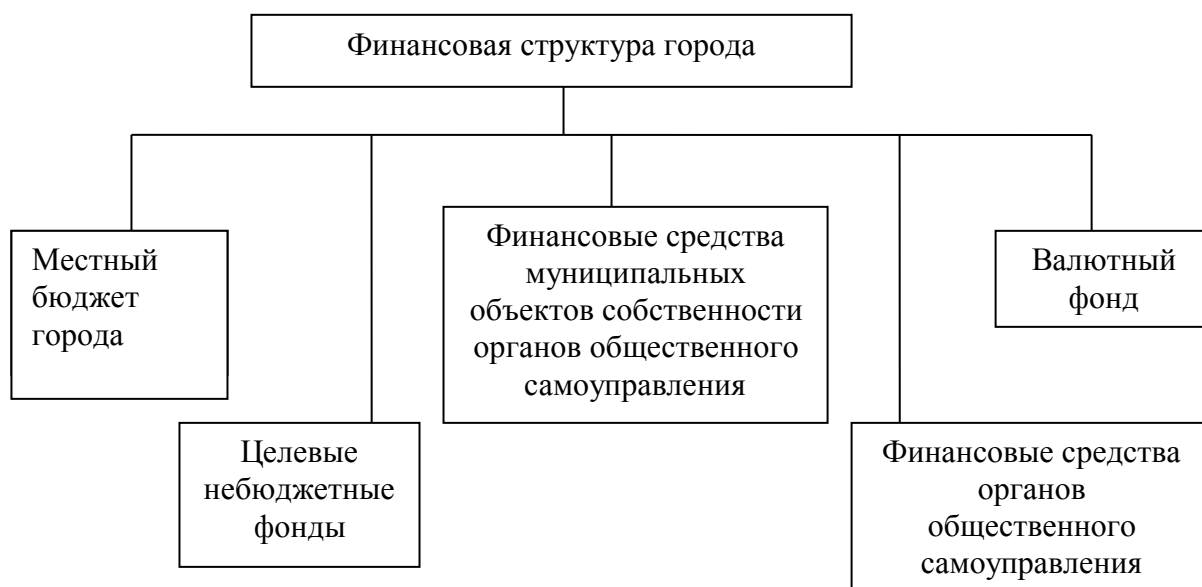 Финансовая структура города
Местный
бюджет
города
Целевые
небюджетные
фонды
Финансовые средства
муниципальных
объектов собственности
органов общественного
самоуправления
Финансовые средства
органов
общественного
самоуправления
Валютный
фонд